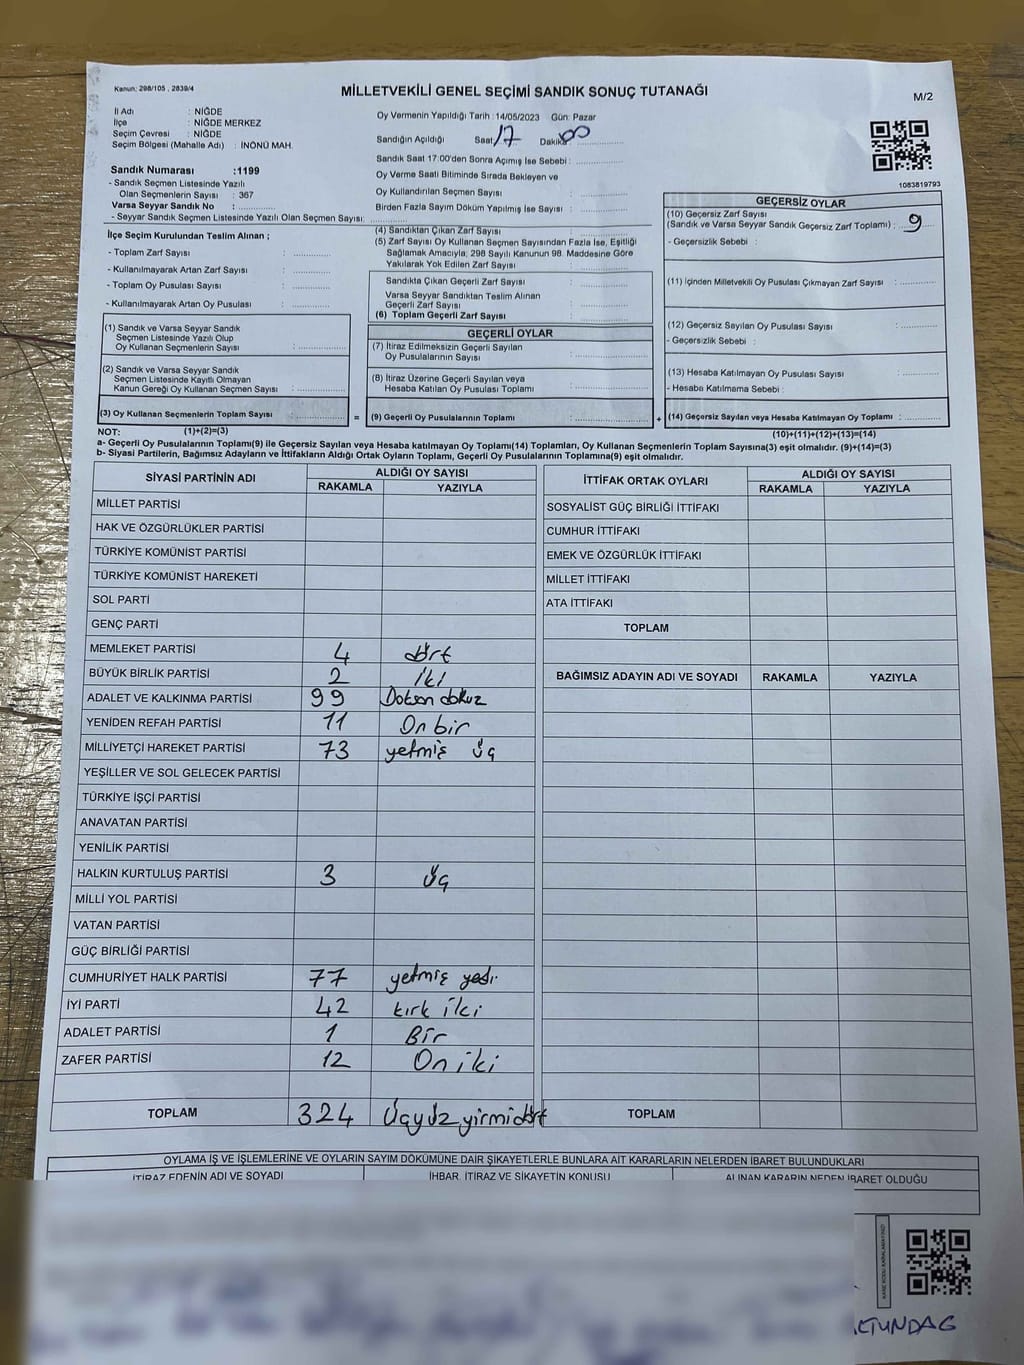 Kanun: 298/105 , 2839/4
MİLLETVEKİLİ GENEL SEÇİMİ SANDIK SONUÇ TUTANAĞI
M/2
İl Adı : NİĞDE
İlçe : NİĞDE MERKEZ
Seçim Çevresi : NİĞDE
Seçim Bölgesi (Mahalle Adı) : İNÖNÜ MAH.
Sandık Numarası :1199
- Sandık Seçmen Listesinde Yazılı
Olan Seçmenlerin Sayısı : 367
Varsa Seyyar Sandık No :
- Seyyar Sandık Seçmen Listesinde Yazılı Olan Seçmen Sayısı:
Oy Vermenin Yapıldığı Tarih :14/05/2023 Gün: Pazar
Sandığın Açıldığı Saat 17 Dakika 00
Sandık Saat 17:00'den Sonra Açımış İse Sebebi :
Oy Verme Saati Bitiminde Sırada Bekleyen ve
Oy Kullandırılan Seçmen Sayısı :
Birden Fazla Sayım Döküm Yapılmış İse Sayısı :
1083819793
İlçe Seçim Kurulundan Teslim Alınan ;
- Toplam Zarf Sayısı :
- Kullanılmayarak Artan Zarf Sayısı :
- Toplam Oy Pusulası Sayısı :
- Kullanılmayarak Artan Oy Pusulası :
(4) Sandıktan Çıkan Zarf Sayısı :
(5) Zarf Sayısı Oy Kullanan Seçmen Sayısından Fazla İse, Eşitliği
Sağlamak Amacıyla; 298 Sayılı Kanunun 98. Maddesine Göre
Yakılarak Yok Edilen Zarf Sayısı :
Sandıkta Çıkan Geçerli Zarf Sayısı :
Varsa Seyyar Sandıktan Teslim Alınan
Geçerli Zarf Sayısı :
(6) Toplam Geçerli Zarf Sayısı :
GEÇERSİZ OYLAR
(10) Geçersiz Zarf Sayısı
(Sandık ve Varsa Seyyar Sandık Geçersiz Zarf Toplamı) : 9
- Geçersizlik Sebebi :
(11) İçinden Milletvekili Oy Pusulası Çıkmayan Zarf Sayısı :
(12) Geçersiz Sayılan Oy Pusulası Sayısı :
- Geçersizlik Sebebi :
(13) Hesaba Katılmayan Oy Pusulası Sayısı :
- Hesaba Katılmama Sebebi :
(1) Sandık ve Varsa Seyyar Sandık
Seçmen Listesinde Yazılı Olup
Oy Kullanan Seçmenlerin Sayısı :
(2) Sandık ve Varsa Seyyar Sandık
Seçmen Listesinde Kayıtlı Olmayan
Kanun Gereği Oy Kullanan Seçmen Sayısı :
GEÇERLİ OYLAR
(7) İtiraz Edilmeksizin Geçerli Sayılan
Oy Pusulalarının Sayısı :
(8) İtiraz Üzerine Geçerli Sayılan veya
Hesaba Katılan Oy Pusulası Toplamı :
(3) Oy Kullanan Seçmenlerin Toplam Sayısı : = (9) Geçerli Oy Pusulalarının Toplamı : + (14) Geçersiz Sayılan veya Hesaba Katılmayan Oy Toplamı :
NOT: (1)+(2)=(3) (10)+(11)+(12)+(13)=(14)
a- Geçerli Oy Pusulalarının Toplamı(9) ile Geçersiz Sayılan veya Hesaba katılmayan Oy Toplamı(14) Toplamları, Oy Kullanan Seçmenlerin Toplam Sayısına(3) eşit olmalıdır. (9)+(14)=(3)
b- Siyasi Partilerin, Bağımsız Adayların ve İttifakların Aldığı Ortak Oyların Toplamı, Geçerli Oy Pusulalarının Toplamına(9) eşit olmalıdır.
SİYASİ PARTİNİN ADI ALDIĞI OY SAYISI
RAKAMLA YAZIYLA
MİLLET PARTİSİ
HAK VE ÖZGÜRLÜKLER PARTİSİ
TÜRKİYE KOMÜNİST PARTİSİ
TÜRKİYE KOMÜNİST HAREKETİ
SOL PARTİ
GENÇ PARTİ
MEMLEKET PARTİSİ 4 dört
BÜYÜK BİRLİK PARTİSİ 2 iki
ADALET VE KALKINMA PARTİSİ 99 Doksan dokuz
YENİDEN REFAH PARTİSİ 11 On bir
MİLLİYETÇİ HAREKET PARTİSİ 73 yetmiş üç
YEŞİLLER VE SOL GELECEK PARTİSİ
TÜRKİYE İŞÇİ PARTİSİ
ANAVATAN PARTİSİ
YENİLİK PARTİSİ
HALKIN KURTULUŞ PARTİSİ 3 üç
MİLLİ YOL PARTİSİ
VATAN PARTİSİ
GÜÇ BİRLİĞİ PARTİSİ
CUMHURİYET HALK PARTİSİ 77 yetmiş yedi
İYİ PARTİ 42 kırk iki
ADALET PARTİSİ 1 Bir
ZAFER PARTİSİ 12 On iki
TOPLAM 324 üçyüz yirmidört
İTTİFAK ORTAK OYLARI ALDIĞI OY SAYISI
RAKAMLA YAZIYLA
SOSYALİST GÜÇ BİRLİĞİ İTTİFAKI
CUMHUR İTTİFAKI
EMEK VE ÖZGÜRLÜK İTTİFAKI
MİLLET İTTİFAKI
ATA İTTİFAKI
TOPLAM
BAĞIMSIZ ADAYIN ADI VE SOYADI RAKAMLA YAZIYLA
TOPLAM
OYLAMA İŞ VE İŞLEMLERİNE VE OYLARIN SAYIM DÖKÜMÜNE DAİR ŞİKAYETLERLE BUNLARA AİT KARARLARIN NELERDEN İBARET BULUNDUKLARI
İTİRAZ EDENİN ADI VE SOYADI İHBAR, İTİRAZ VE ŞİKAYETİN KONUSU ALINAN KARARIN NEDEN İBARET OLDUĞU